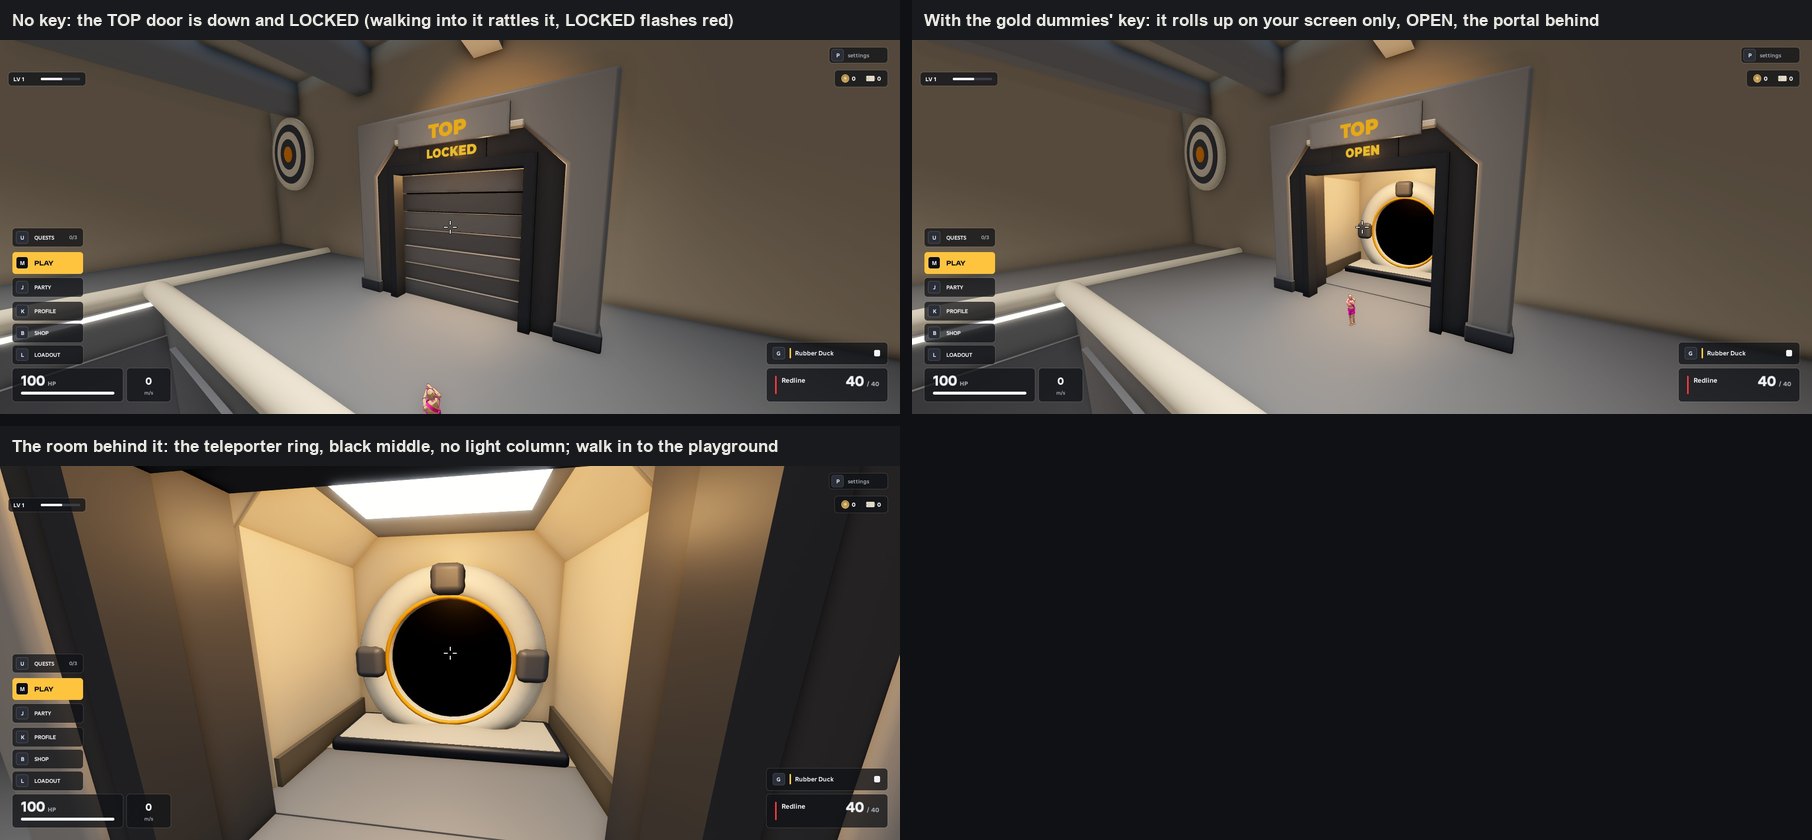 No key: the TOP door is down and LOCKED (walking into it rattles it, LOCKED flashes red)
P settings
LV 1
0 0
TOP
LOCKED
U QUESTS 0/3
M PLAY
J PARTY
K PROFILE
B SHOP
L LOADOUT
100 HP
0 m/s
G Rubber Duck
Redline 40 / 40
With the gold dummies' key: it rolls up on your screen only, OPEN, the portal behind
P settings
LV 1
0 0
TOP
OPEN
U QUESTS 0/3
M PLAY
J PARTY
K PROFILE
B SHOP
L LOADOUT
100 HP
0 m/s
G Rubber Duck
Redline 40 / 40
The room behind it: the teleporter ring, black middle, no light column; walk in to the playground
P settings
LV 1
0 0
U QUESTS 0/3
M PLAY
J PARTY
K PROFILE
B SHOP
L LOADOUT
100 HP
0 m/s
G Rubber Duck
Redline 40 / 40